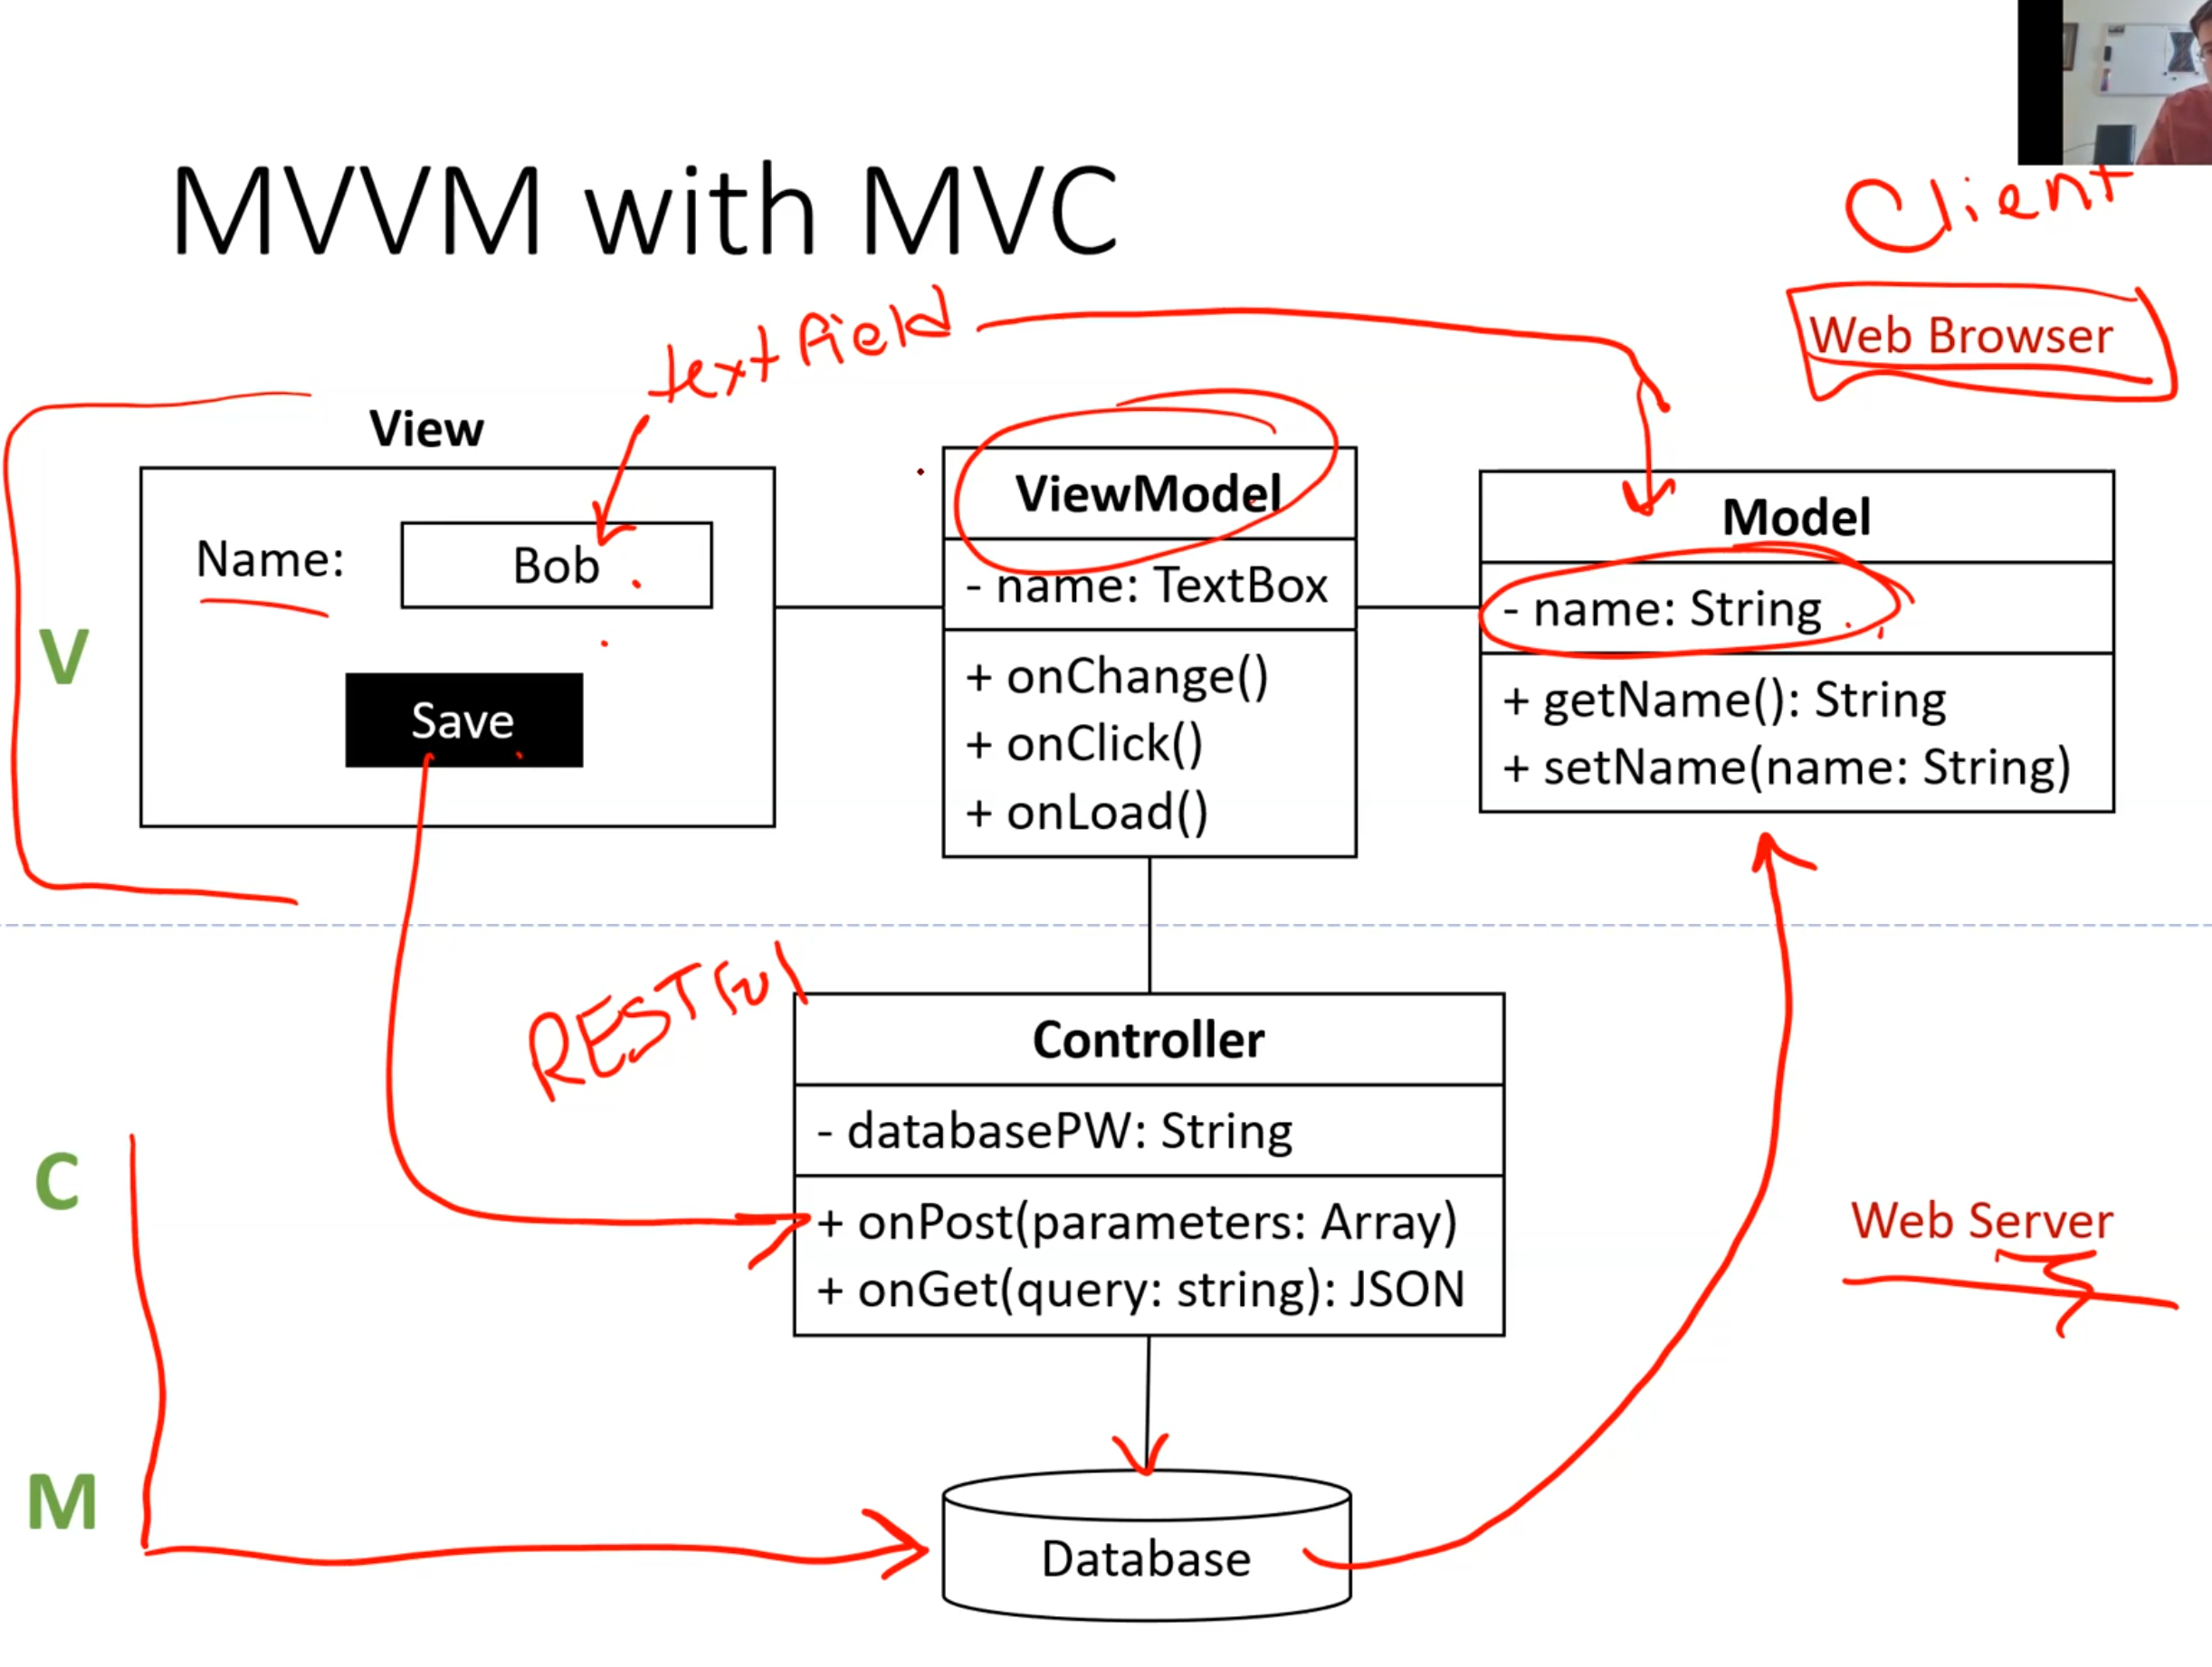 MVVM with MVC
Client
Web Browser
text field
View
Name:
Bob
Save
V
ViewModel
- name: TextBox
+ onChange()
+ onClick()
+ onLoad()
Model
- name: String
+ getName(): String
+ setName(name: String)
RESTful
Controller
- databasePW: String
+ onPost(parameters: Array)
+ onGet(query: string): JSON
C
Web Server
M
Database